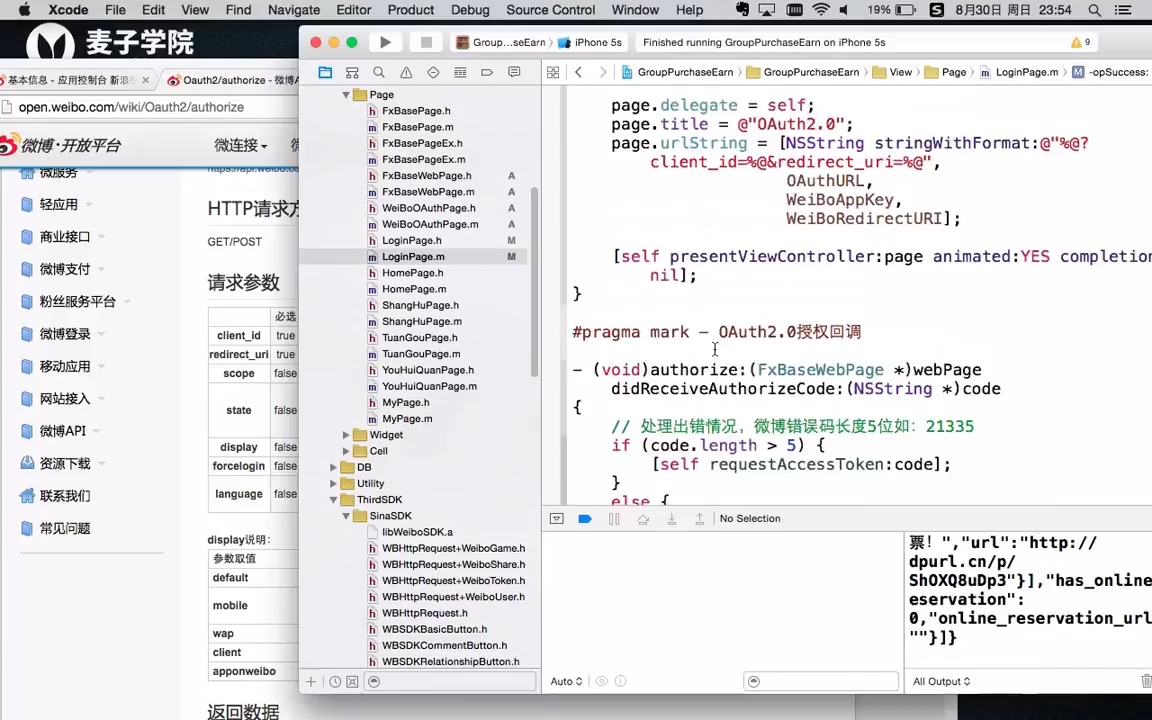 Xcode File Edit View Find Navigate Editor Product Debug Source Control Window Help 19% 8月30日 周日 23:54
麦子学院
Group...seEarn iPhone 5s Finished running GroupPurchaseEarn on iPhone 5s 9
基本信息 - 应用控制台 新浪 Oauth2/authorize - 微博A
GroupPurchaseEarn GroupPurchaseEarn View Page LoginPage.m -opSuccess:
open.weibo.com/wiki/Oauth2/authorize
微博·开放平台 微连接
微服务
轻应用
商业接口
微博支付
粉丝服务平台
微博登录
移动应用
网站接入
微博API
资源下载
联系我们
常见问题
HTTP请求方
GET/POST
请求参数
必选
client_id true
redirect_uri true
scope false
state false
display false
forcelogin false
language false
display说明：
参数取值
default
mobile
wap
client
apponweibo
返回数据
Page
FxBasePage.h
FxBasePage.m
FxBasePageEx.h
FxBasePageEx.m
FxBaseWebPage.h A
FxBaseWebPage.m A
WeiBoOAuthPage.h A
WeiBoOAuthPage.m A
LoginPage.h M
LoginPage.m M
HomePage.h
HomePage.m
ShangHuPage.h
ShangHuPage.m
TuanGouPage.h
TuanGouPage.m
YouHuiQuanPage.h
YouHuiQuanPage.m
MyPage.h
MyPage.m
Widget
Cell
DB
Utility
ThirdSDK
SinaSDK
libWeiboSDK.a
WBHttpRequest+WeiboGame.h
WBHttpRequest+WeiboShare.h
WBHttpRequest+WeiboToken.h
WBHttpRequest+WeiboUser.h
WBHttpRequest.h
WBSDKBasicButton.h
WBSDKCommentButton.h
WBSDKRelationshipButton.h
page.delegate = self;
page.title = @"OAuth2.0";
page.urlString = [NSString stringWithFormat:@"%@?
client_id=%@&redirect_uri=%@",
OAuthURL,
WeiBoAppKey,
WeiBoRedirectURI];
[self presentViewController:page animated:YES completion
nil];
}
#pragma mark - OAuth2.0授权回调
- (void)authorize:(FxBaseWebPage *)webPage
didReceiveAuthorizeCode:(NSString *)code
{
// 处理出错情况，微博错误码长度5位如：21335
if (code.length > 5) {
[self requestAccessToken:code];
}
else {
No Selection
票！","url":"http://
dpurl.cn/p/
ShOXQ8uDp3"}],"has_online
eservation":
0,"online_reservation_url
""}]}
Auto
All Output